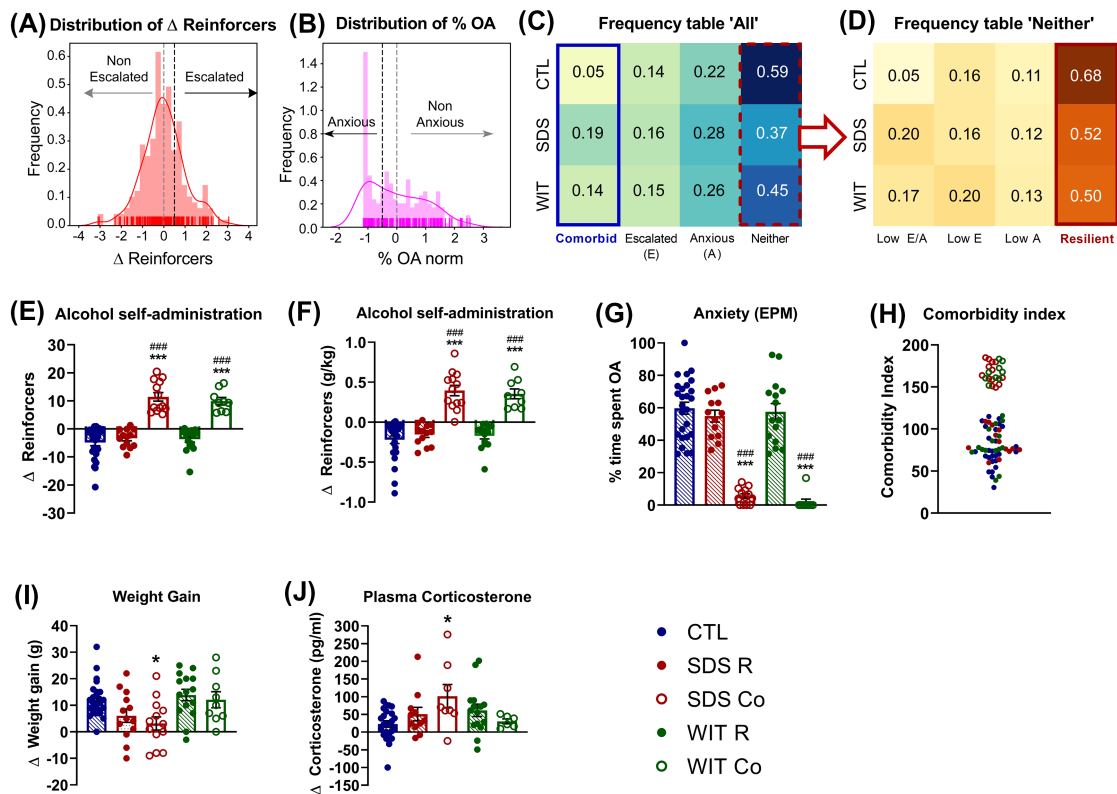 (A) Distribution of Δ Reinforcers
Frequency
0.6
0.5
0.4
0.3
0.2
0.1
0.0
Non
Escalated
Escalated
-4 -2 0 2 4
Δ Reinforcers
(B) Distribution of % OA
Frequency
1.4
1.2
1.0
0.8
0.6
0.4
0.2
0.0
Anxious
Non
Anxious
-3 -2 -1 0 1 2 3
% OA norm
(C) Frequency table 'All'
CTL 0.05 0.14 0.22 0.59
SDS 0.19 0.16 0.28 0.37
WIT 0.14 0.15 0.26 0.45
Comorbid Escalated Anxious Neither
(E) (A)
(D) Frequency table 'Neither'
CTL 0.05 0.16 0.11 0.68
SDS 0.20 0.16 0.12 0.52
WIT 0.17 0.20 0.13 0.50
Low E/A Low E Low A Resilient
(E) Alcohol self-administration
Δ Reinforcers
30
20
10
0
-10
-20
-30
###
***
###
***
(F) Alcohol self-administration
Δ Reinforcers (g/kg)
1.0
0.5
0.0
-0.5
-1.0
###
***
###
***
(G) Anxiety (EPM)
% time spent OA
100
80
60
40
20
0
###
***
###
***
(H) Comorbidity index
Comorbidity Index
200
150
100
50
0
(I) Weight Gain
Δ Weight gain (g)
40
30
20
10
0
-10
-20
*
(J) Plasma Corticosterone
Δ Corticosterone (pg/ml)
300
250
200
150
100
50
0
-50
-100
-150
*
CTL
SDS R
SDS Co
WIT R
WIT Co